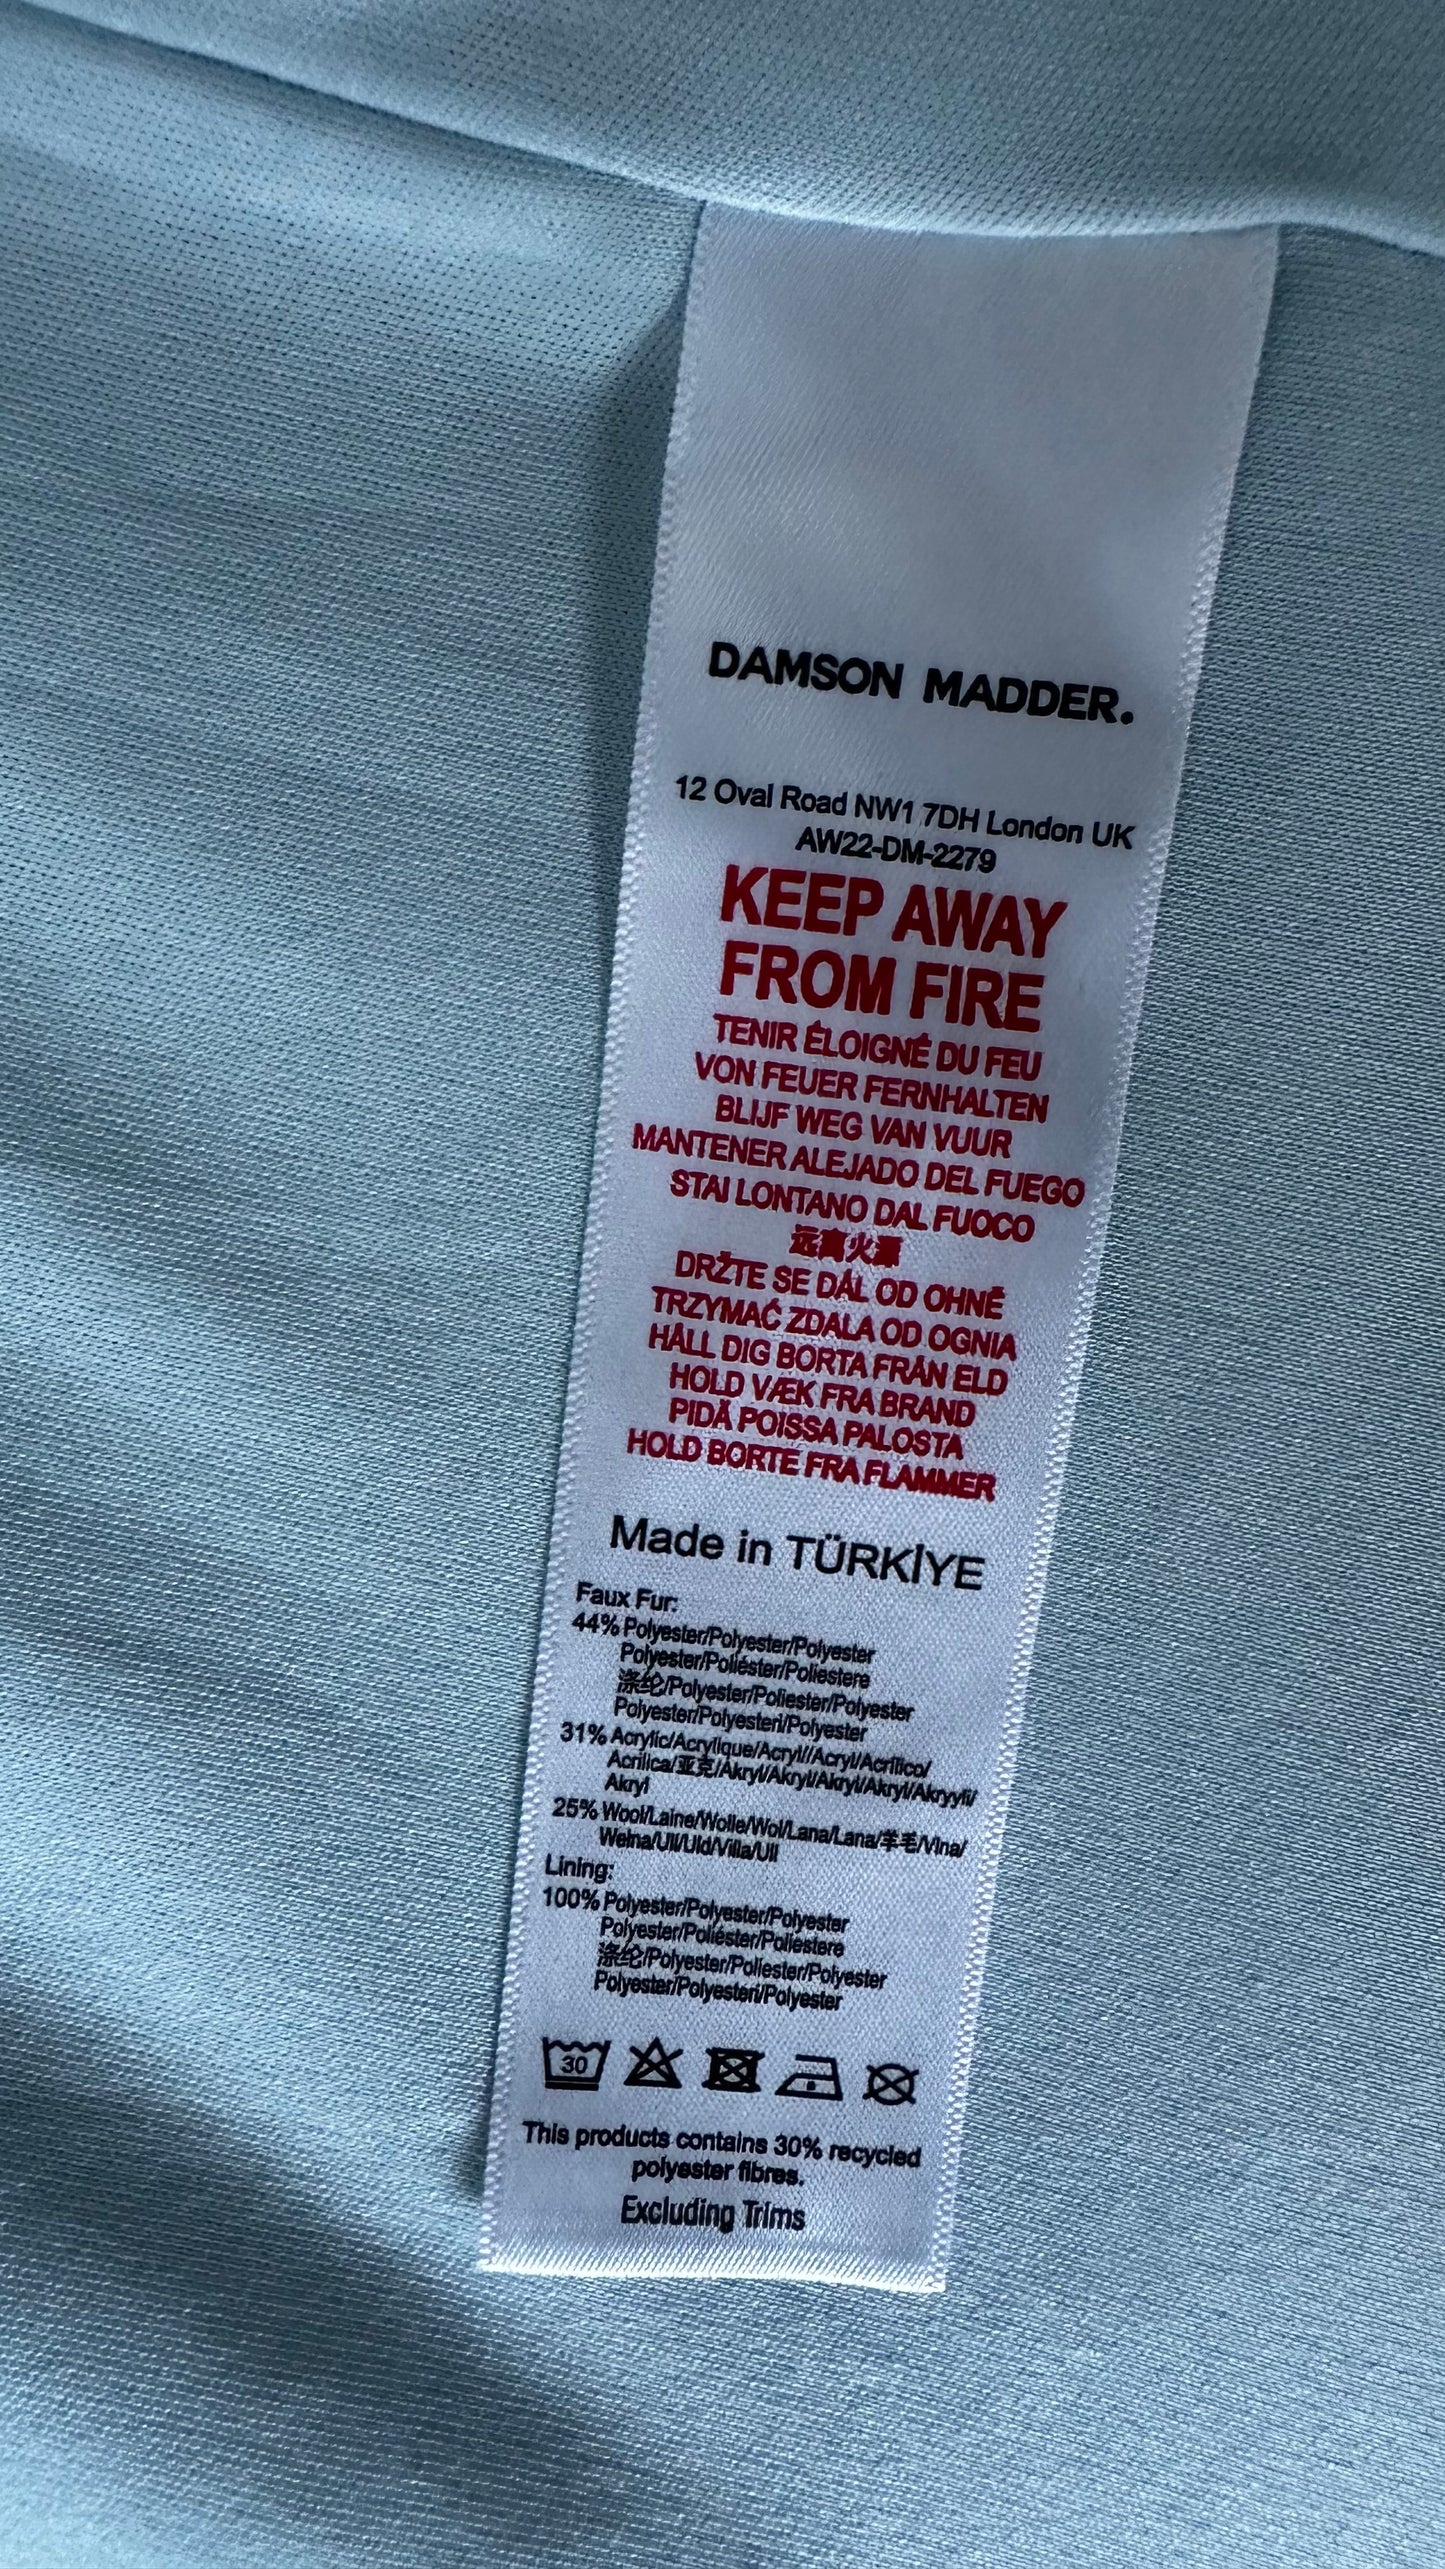 DAMSON MADDER.
12 Oval Road NW1 7DH London UK
AW22-DM-2279
KEEP AWAY
FROM FIRE
TENIR ÉLOIGNÉ DU FEU
VON FEUER FERNHALTEN
BLIJF WEG VAN VUUR
MANTENER ALEJADO DEL FUEGO
STAI LONTANO DAL FUOCO
远离火源
DRŽTE SE DÁL OD OHNĚ
TRZYMAĆ ZDALA OD OGNIA
HÅLL DIG BORTA FRÅN ELD
HOLD VÆK FRA BRAND
PIDÄ POISSA PALOSTA
HOLD BORTE FRA FLAMMER
Made in TÜRKİYE
Faux Fur:
44% Polyester/Polyester/Polyester
Polyester/Poliéster/Poliestere
涤纶/Polyester/Poliester/Polyester
Polyester/Polyesteri/Polyester
31% Acrylic/Acrylique/Acryl//Acryl/Acrílico/
Acrilica/亚克/Akryl/Akryl/Akryl/Akryl/Akryyli/
Akryl
25% Wool/Laine/Wolle/Wol/Lana/Lana/羊毛/Vlna/
Wełna/Ull/Uld/Villa/Ull
Lining:
100% Polyester/Polyester/Polyester
Polyester/Poliéster/Poliestere
涤纶/Polyester/Poliester/Polyester
Polyester/Polyesteri/Polyester
30
This products contains 30% recycled
polyester fibres.
Excluding Trims